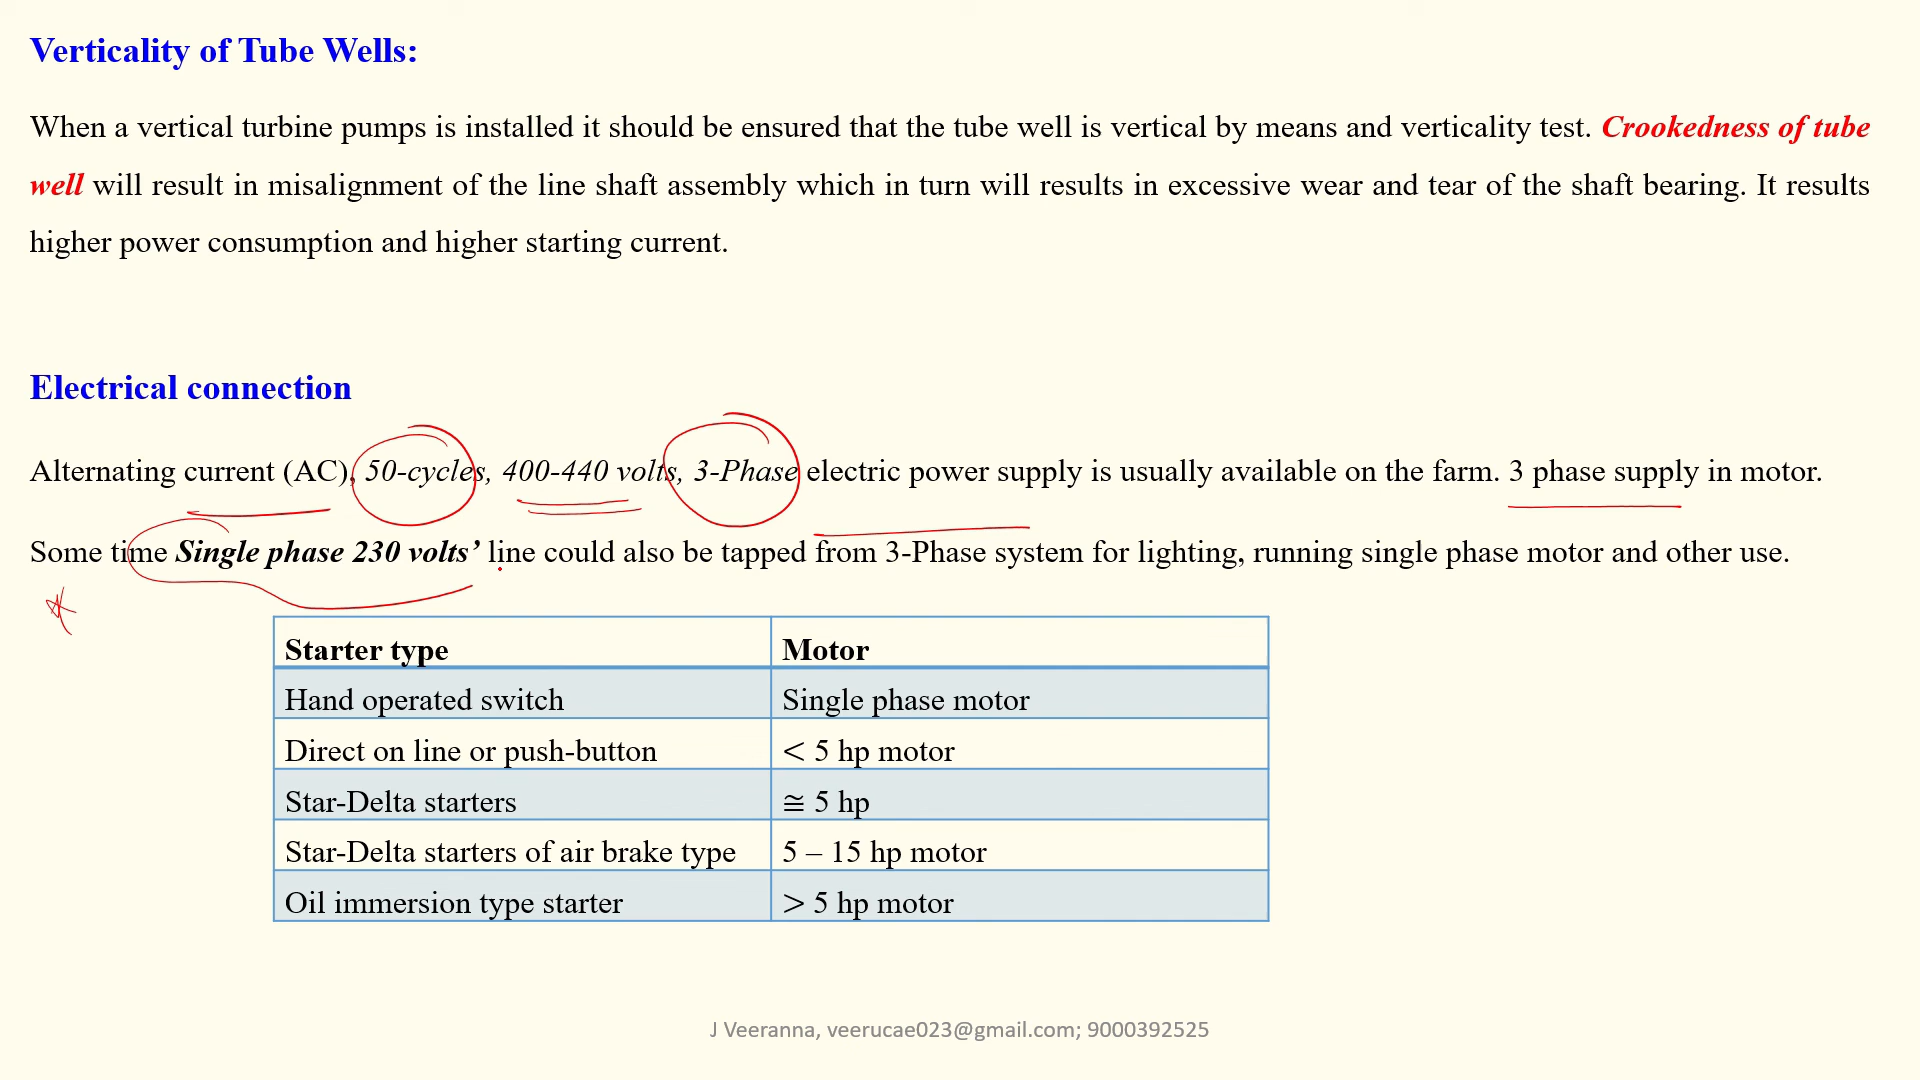 Verticality of Tube Wells:
When a vertical turbine pumps is installed it should be ensured that the tube well is vertical by means and verticality test. Crookedness of tube
well will result in misalignment of the line shaft assembly which in turn will results in excessive wear and tear of the shaft bearing. It results
higher power consumption and higher starting current.
Electrical connection
Alternating current (AC), 50-cycles, 400-440 volts, 3-Phase electric power supply is usually available on the farm. 3 phase supply in motor.
Some time Single phase 230 volts’ line could also be tapped from 3-Phase system for lighting, running single phase motor and other use.
Starter type Motor
Hand operated switch Single phase motor
Direct on line or push-button < 5 hp motor
Star-Delta starters ≅ 5 hp
Star-Delta starters of air brake type 5 – 15 hp motor
Oil immersion type starter > 5 hp motor
J Veeranna, veerucae023@gmail.com; 9000392525